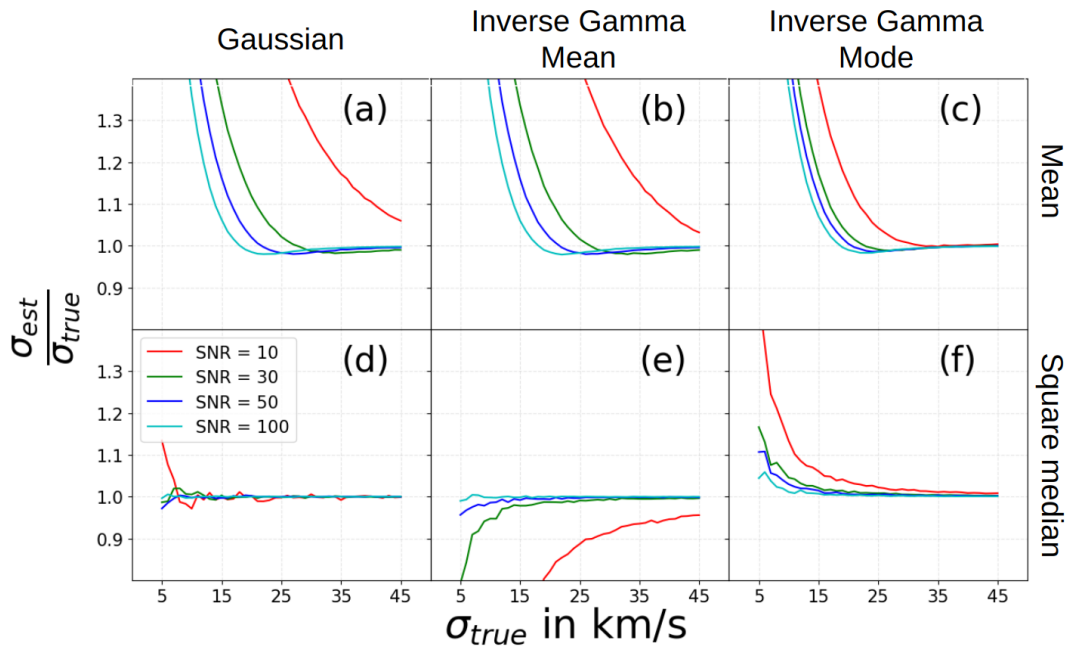 Gaussian
Inverse Gamma
Mean
Inverse Gamma
Mode
(a)
(b)
(c)
Mean
1.3
1.2
1.1
1.0
0.9
σest
σtrue
SNR = 10
SNR = 30
SNR = 50
SNR = 100
(d)
(e)
(f)
Square median
1.3
1.2
1.1
1.0
0.9
5 15 25 35 45
5 15 25 35 45
5 15 25 35 45
σtrue in km/s